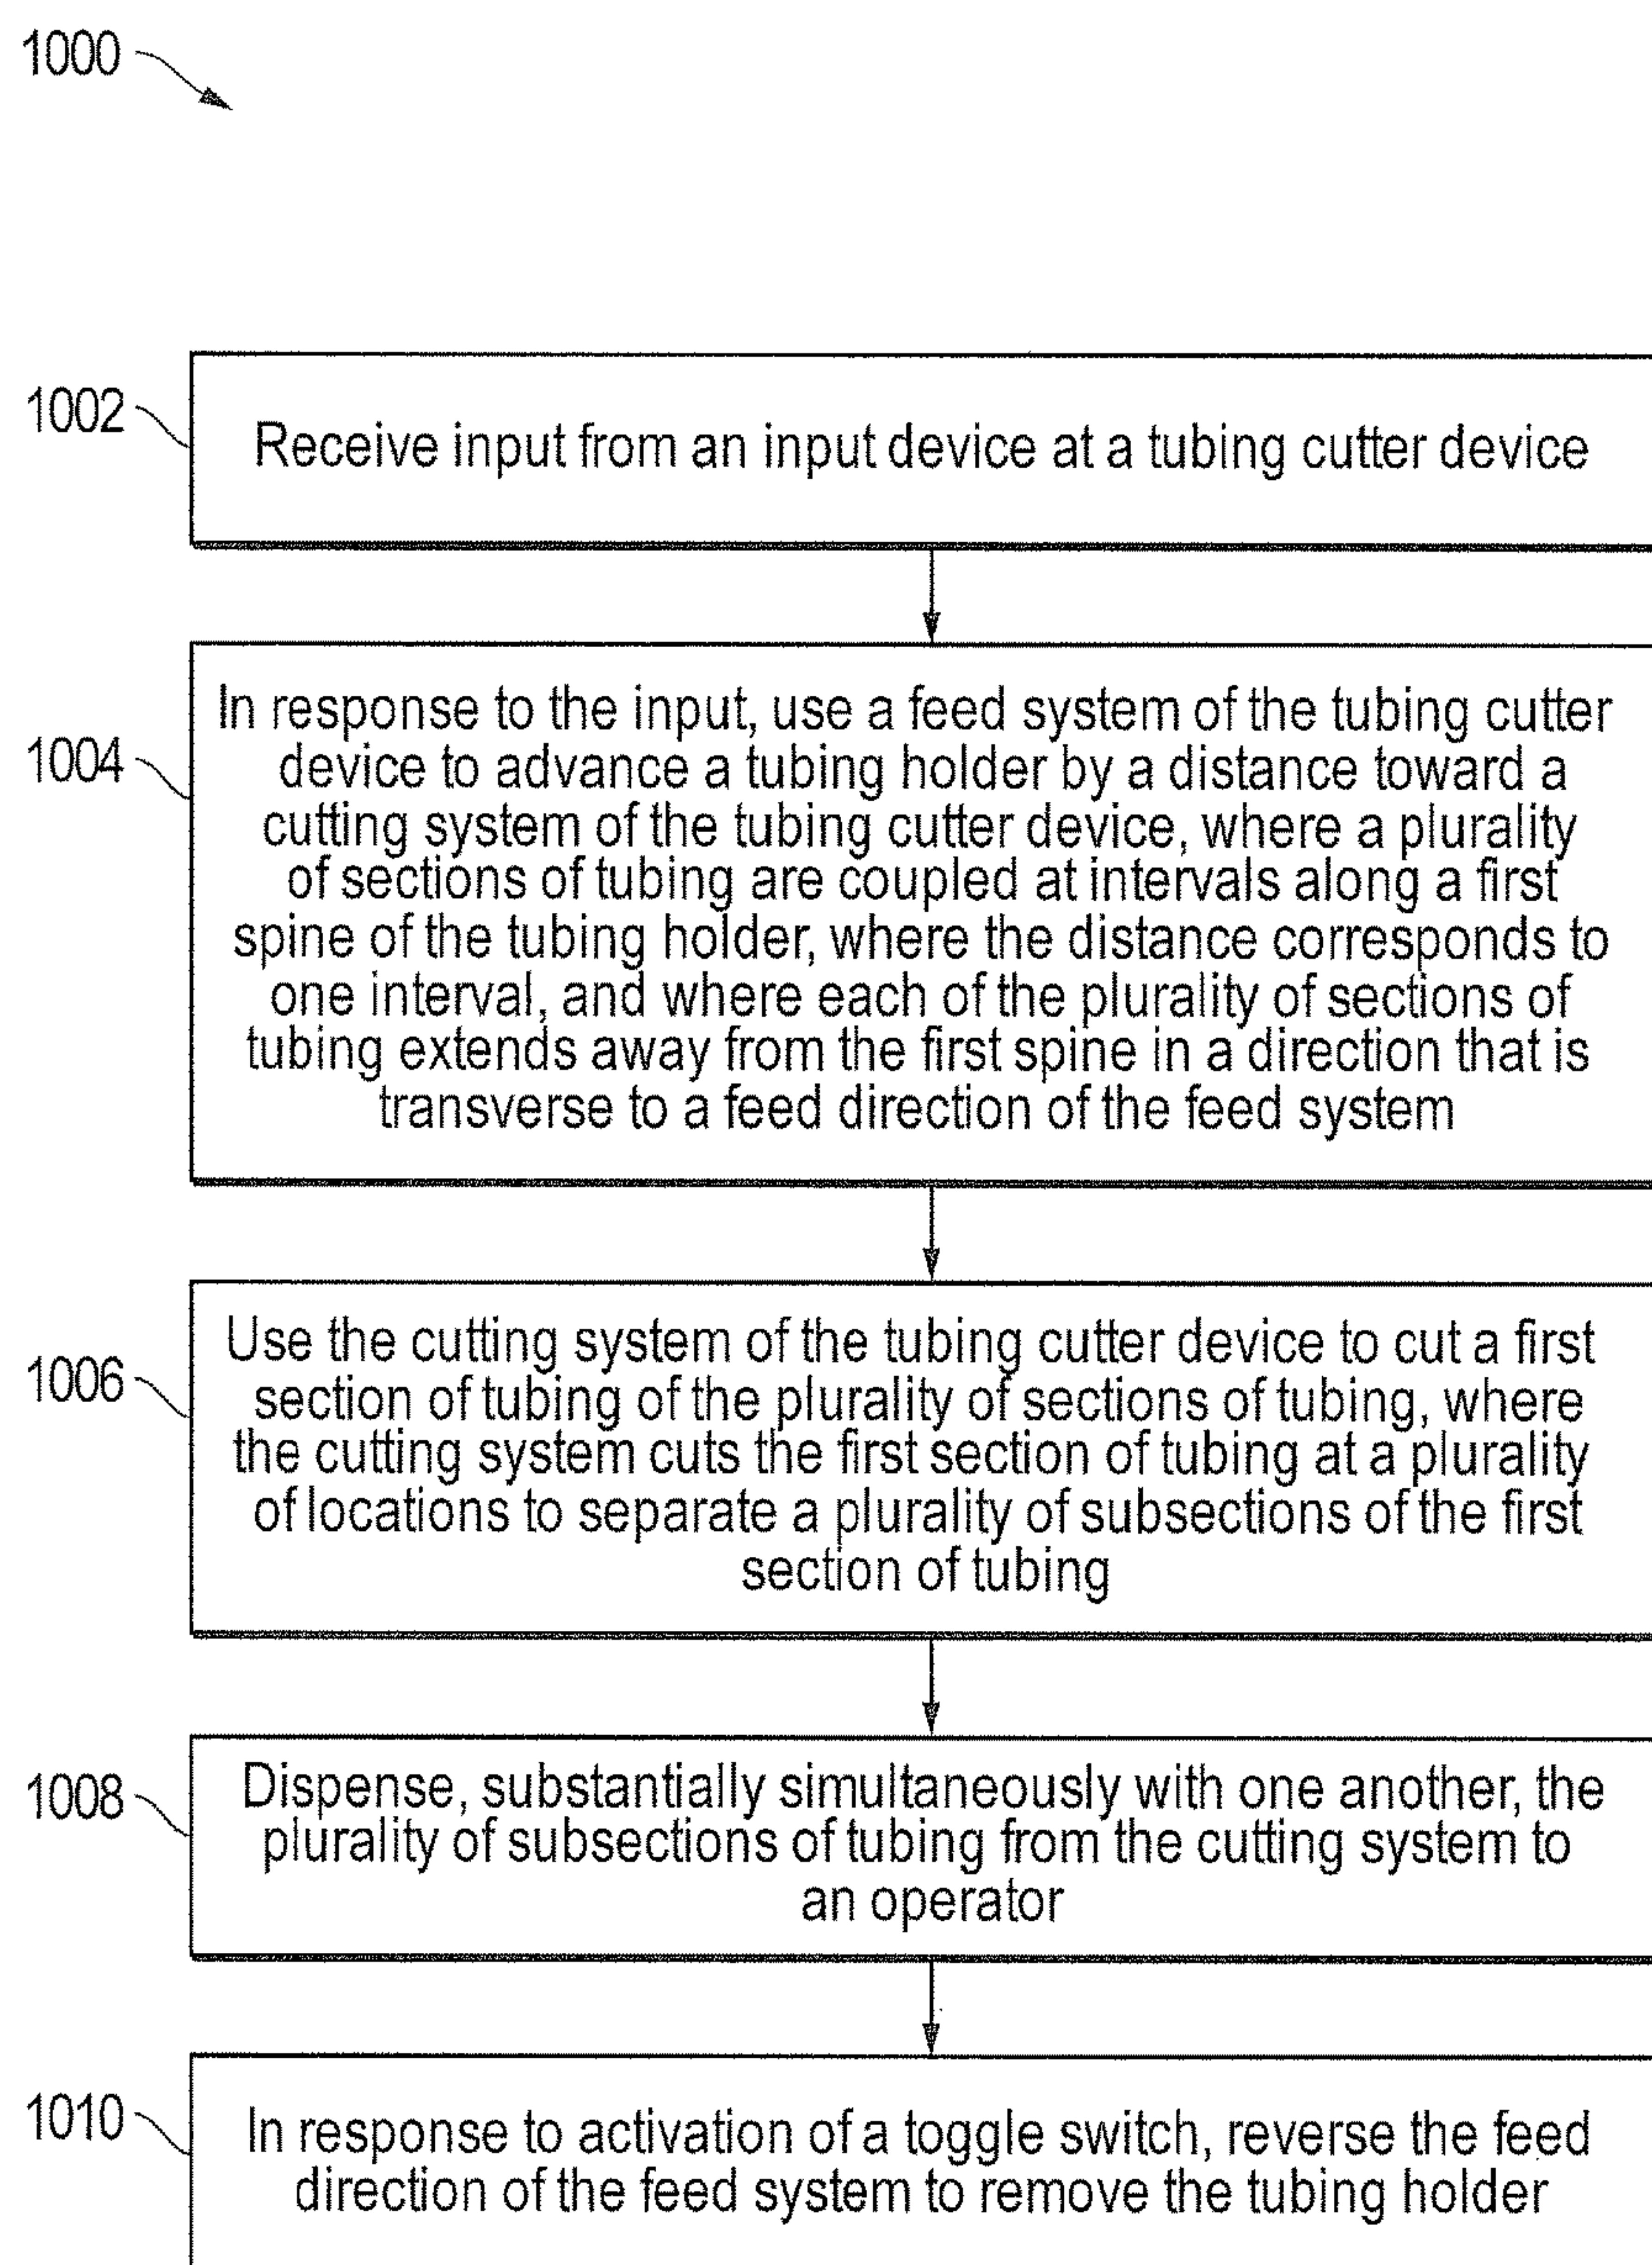 1000
1002
Receive input from an input device at a tubing cutter device
1004
In response to the input, use a feed system of the tubing cutter
device to advance a tubing holder by a distance toward a
cutting system of the tubing cutter device, where a plurality
of sections of tubing are coupled at intervals along a first
spine of the tubing holder, where the distance corresponds to
one interval, and where each of the plurality of sections of
tubing extends away from the first spine in a direction that is
transverse to a feed direction of the feed system
1006
Use the cutting system of the tubing cutter device to cut a first
section of tubing of the plurality of sections of tubing, where
the cutting system cuts the first section of tubing at a plurality
of locations to separate a plurality of subsections of the first
section of tubing
1008
Dispense, substantially simultaneously with one another, the
plurality of subsections of tubing from the cutting system to
an operator
1010
In response to activation of a toggle switch, reverse the feed
direction of the feed system to remove the tubing holder